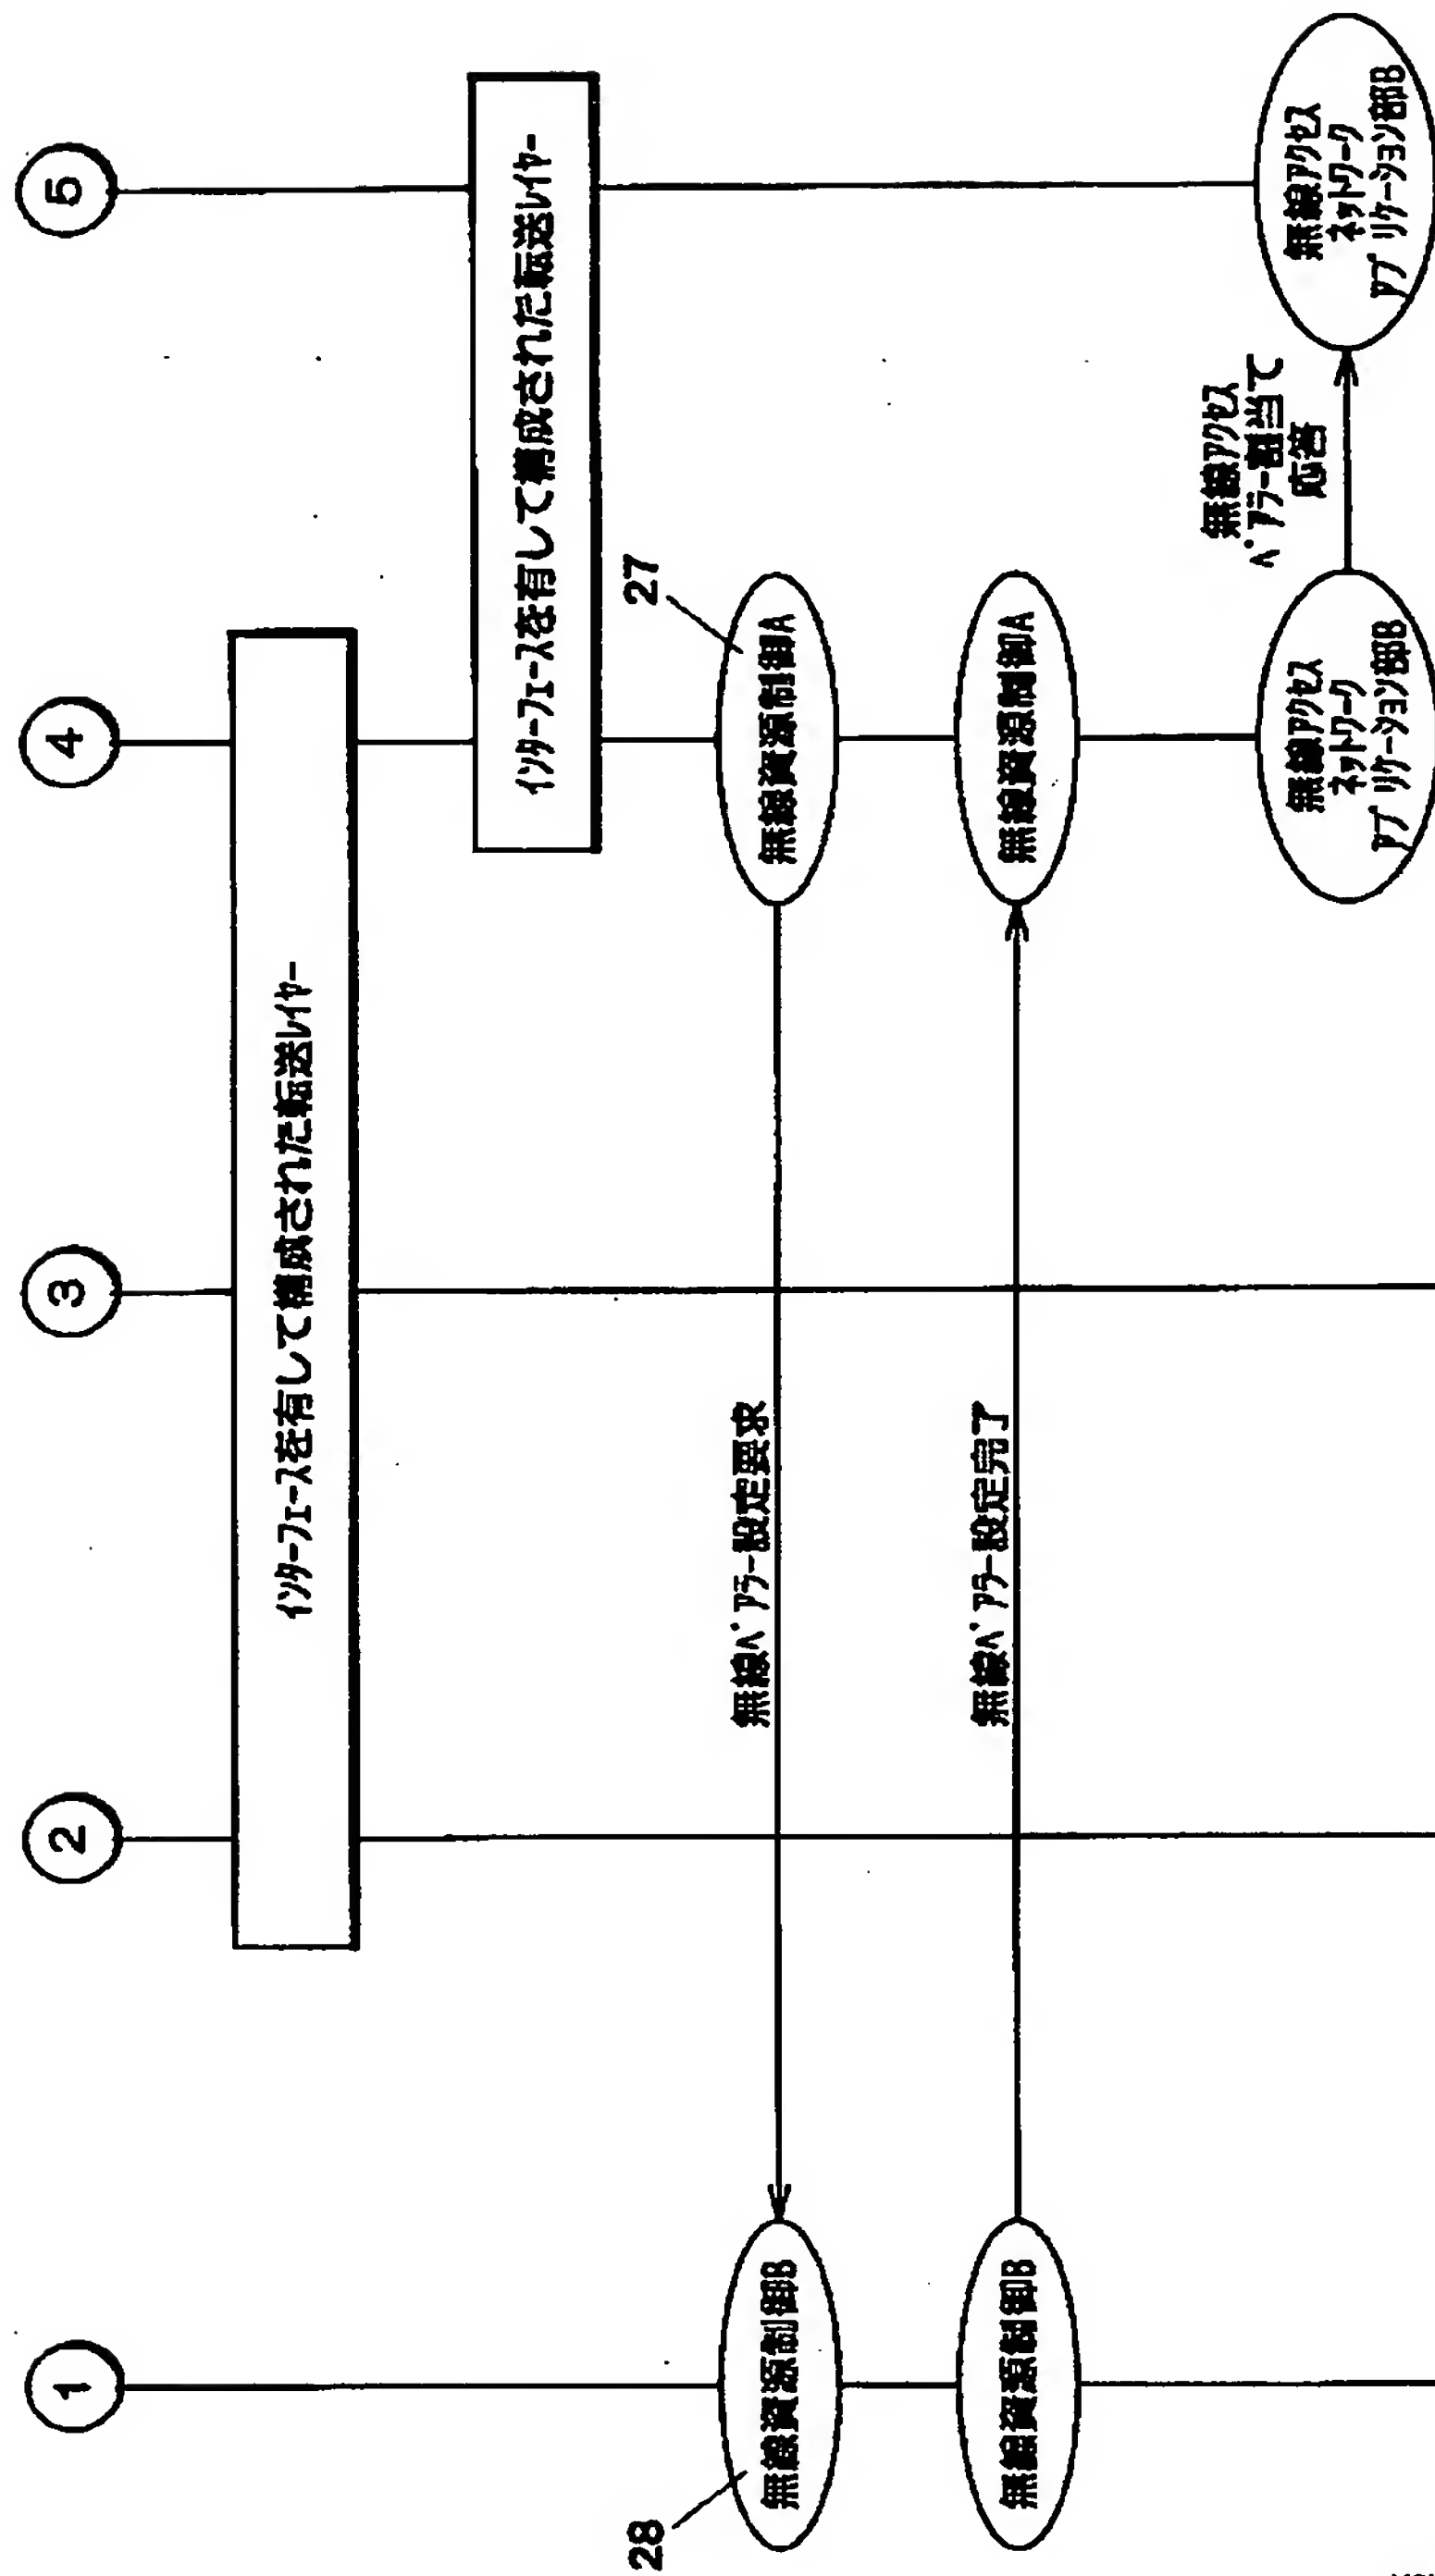 1
2
3
4
5
インターフェースを有して構成された転送レイヤー
インターフェースを有して構成された転送レイヤー
28
無線資源制御B
無線ベアラー設定要求
27
無線資源制御A
無線資源制御B
無線ベアラー設定完了
無線資源制御A
無線アクセス
ネットワーク
アプリケーション部B
無線アクセス
ベアラー割当て
応答
無線アクセス
ネットワーク
アプリケーション部B